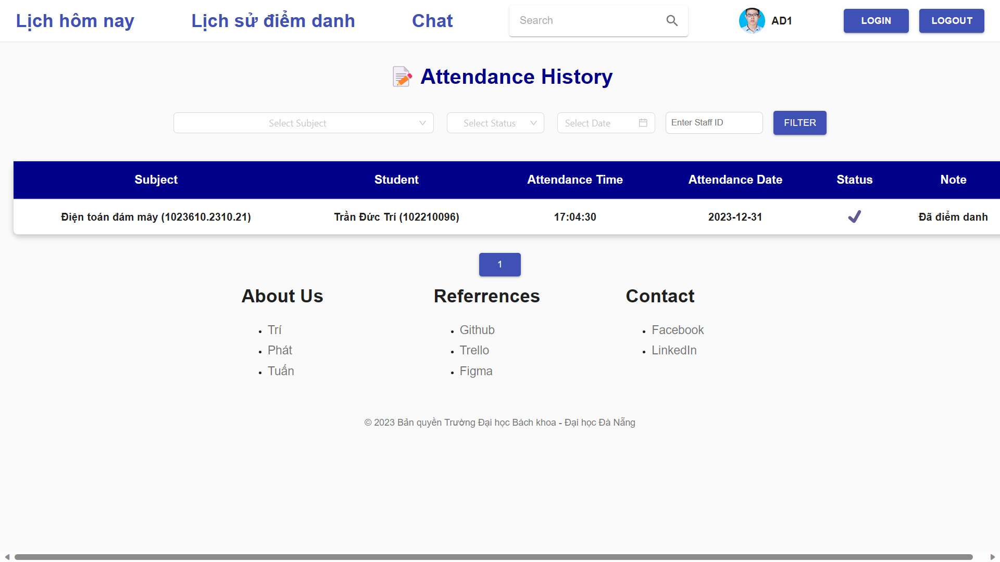 Lịch hôm nay Lịch sử điểm danh Chat Search AD1 LOGIN LOGOUT
Attendance History
Select Subject Select Status Select Date Enter Staff ID FILTER
Subject Student Attendance Time Attendance Date Status Note
Điện toán đám mây (1023610.2310.21) Trần Đức Trí (102210096) 17:04:30 2023-12-31 Đã điểm danh
1
About Us Referrences Contact
Trí Github Facebook
Phát Trello LinkedIn
Tuấn Figma
© 2023 Bản quyền Trường Đại học Bách khoa - Đại học Đà Nẵng